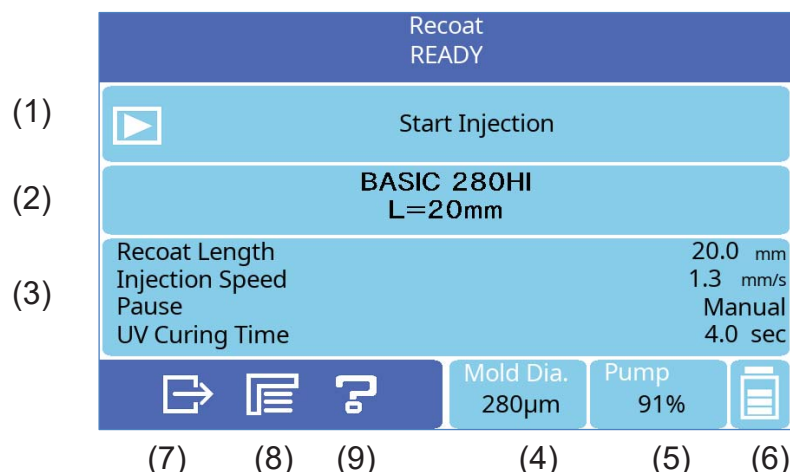 Recoat
READY
(1)
Start Injection
(2)
BASIC 280HI
L=20mm
(3)
Recoat Length 20.0 mm
Injection Speed 1.3 mm/s
Pause Manual
UV Curing Time 4.0 sec
Mold Dia. Pump
280µm 91%
(7) (8) (9) (4) (5) (6)